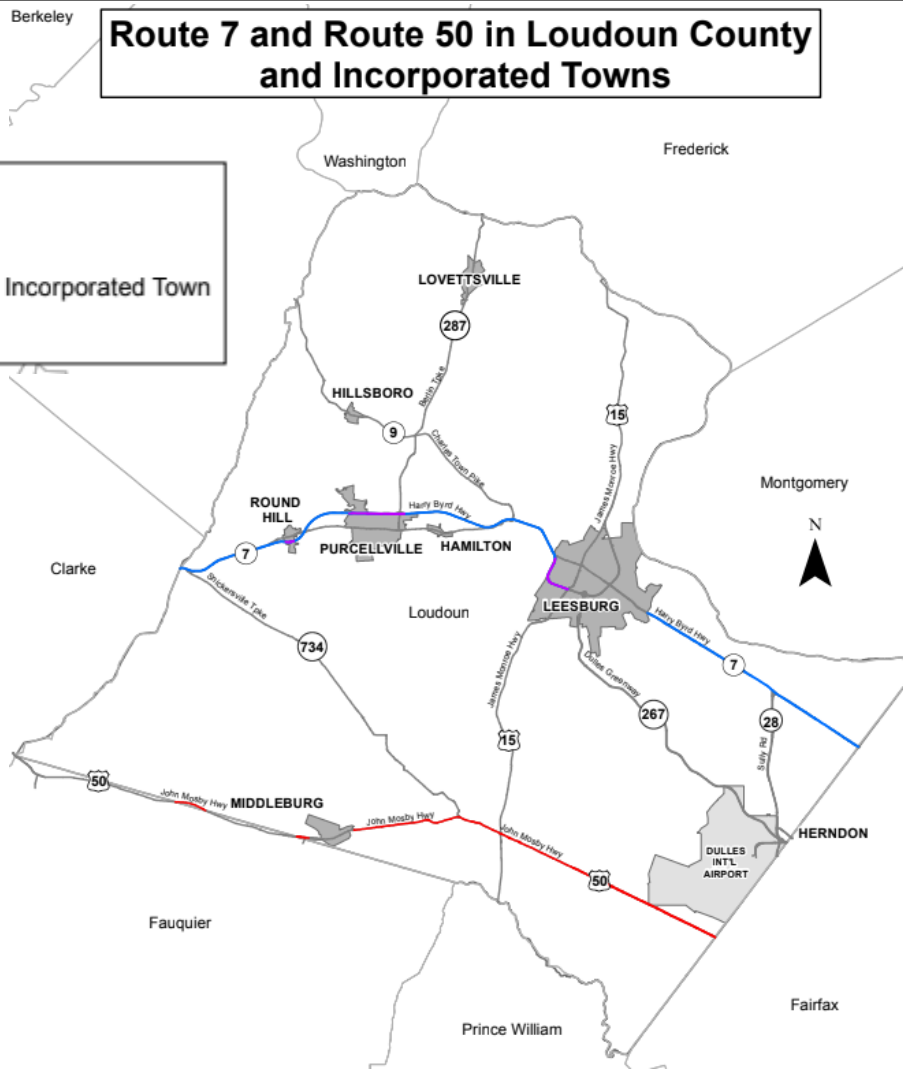 Berkeley
Route 7 and Route 50 in Loudoun County
and Incorporated Towns
Washington
Frederick
Incorporated Town
LOVETTSVILLE
287
Berlin Tpke
HILLSBORO
9
15
Charles Town Pike
James Monroe Hwy
Montgomery
ROUND
HILL
Harry Byrd Hwy
N
PURCELLVILLE
HAMILTON
7
Clarke
Snickersville Tpke
Loudoun
LEESBURG
Harry Byrd Hwy
734
James Monroe Hwy
Dulles Greenway
7
267
28
15
Sully Rd
50
John Mosby Hwy
MIDDLEBURG
John Mosby Hwy
John Mosby Hwy
HERNDON
DULLES
INT'L
AIRPORT
50
Fauquier
Fairfax
Prince William